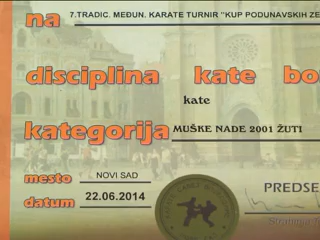 na 7.TRADIC. MEĐUN. KARATE TURNIR "KUP PODUNAVSKIH ZE
disciplina kate bo
kate
kategorija MUŠKE NADE 2001 ŽUTI
mesto NOVI SAD
datum 22.06.2014
PREDSE